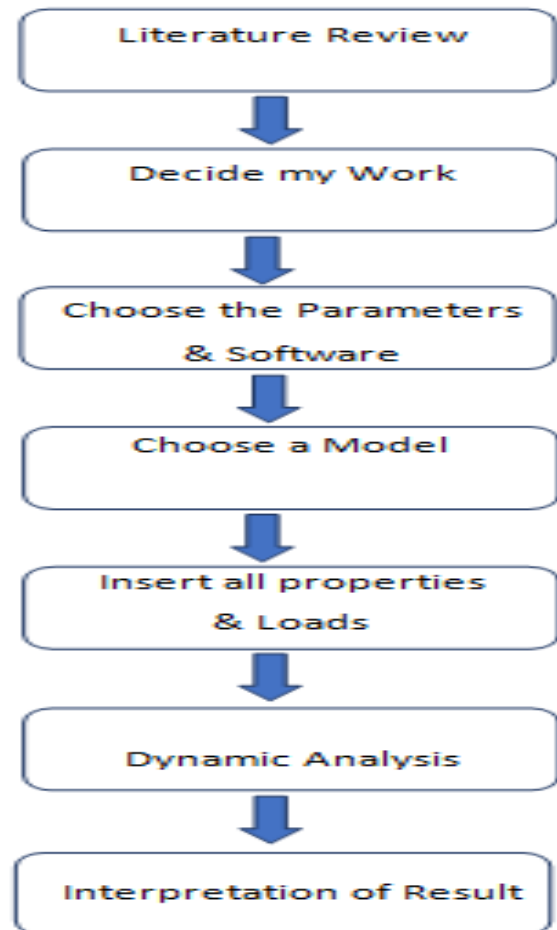 Literature Review
Decide my Work
Choose the Parameters
& Software
Choose a Model
Insert all properties
& Loads
Dynamic Analysis
Interpretation of Result